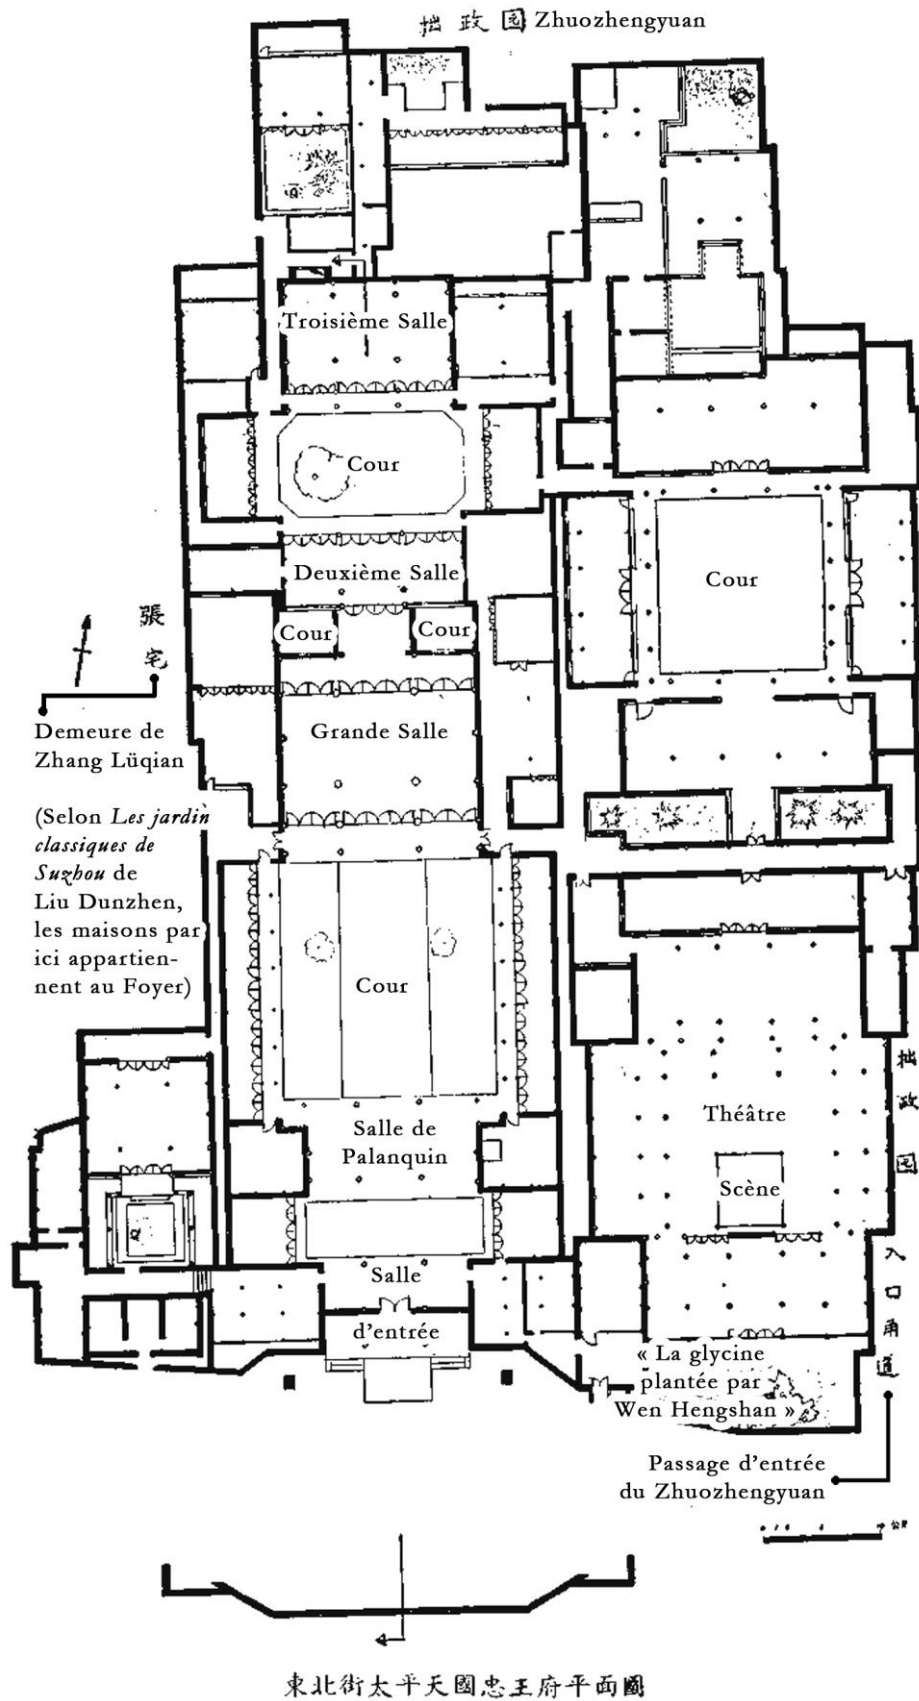 拙政园 Zhuozhengyuan
Troisième Salle
Cour
Deuxième Salle
Cour
Cour
Cour
張宅
Demeure de
Zhang Lüqian
(Selon Les jardin
classiques de
Suzhou de
Liu Dunzhen,
les maisons par
ici appartien-
nent au Foyer)
Grande Salle
Cour
Salle de
Palanquin
Salle
d'entrée
Théâtre
Scène
« La glycine
plantée par
Wen Hengshan »
拙政园入口甬道
Passage d'entrée
du Zhuozhengyuan
東北街太平天國忠王府平面圖